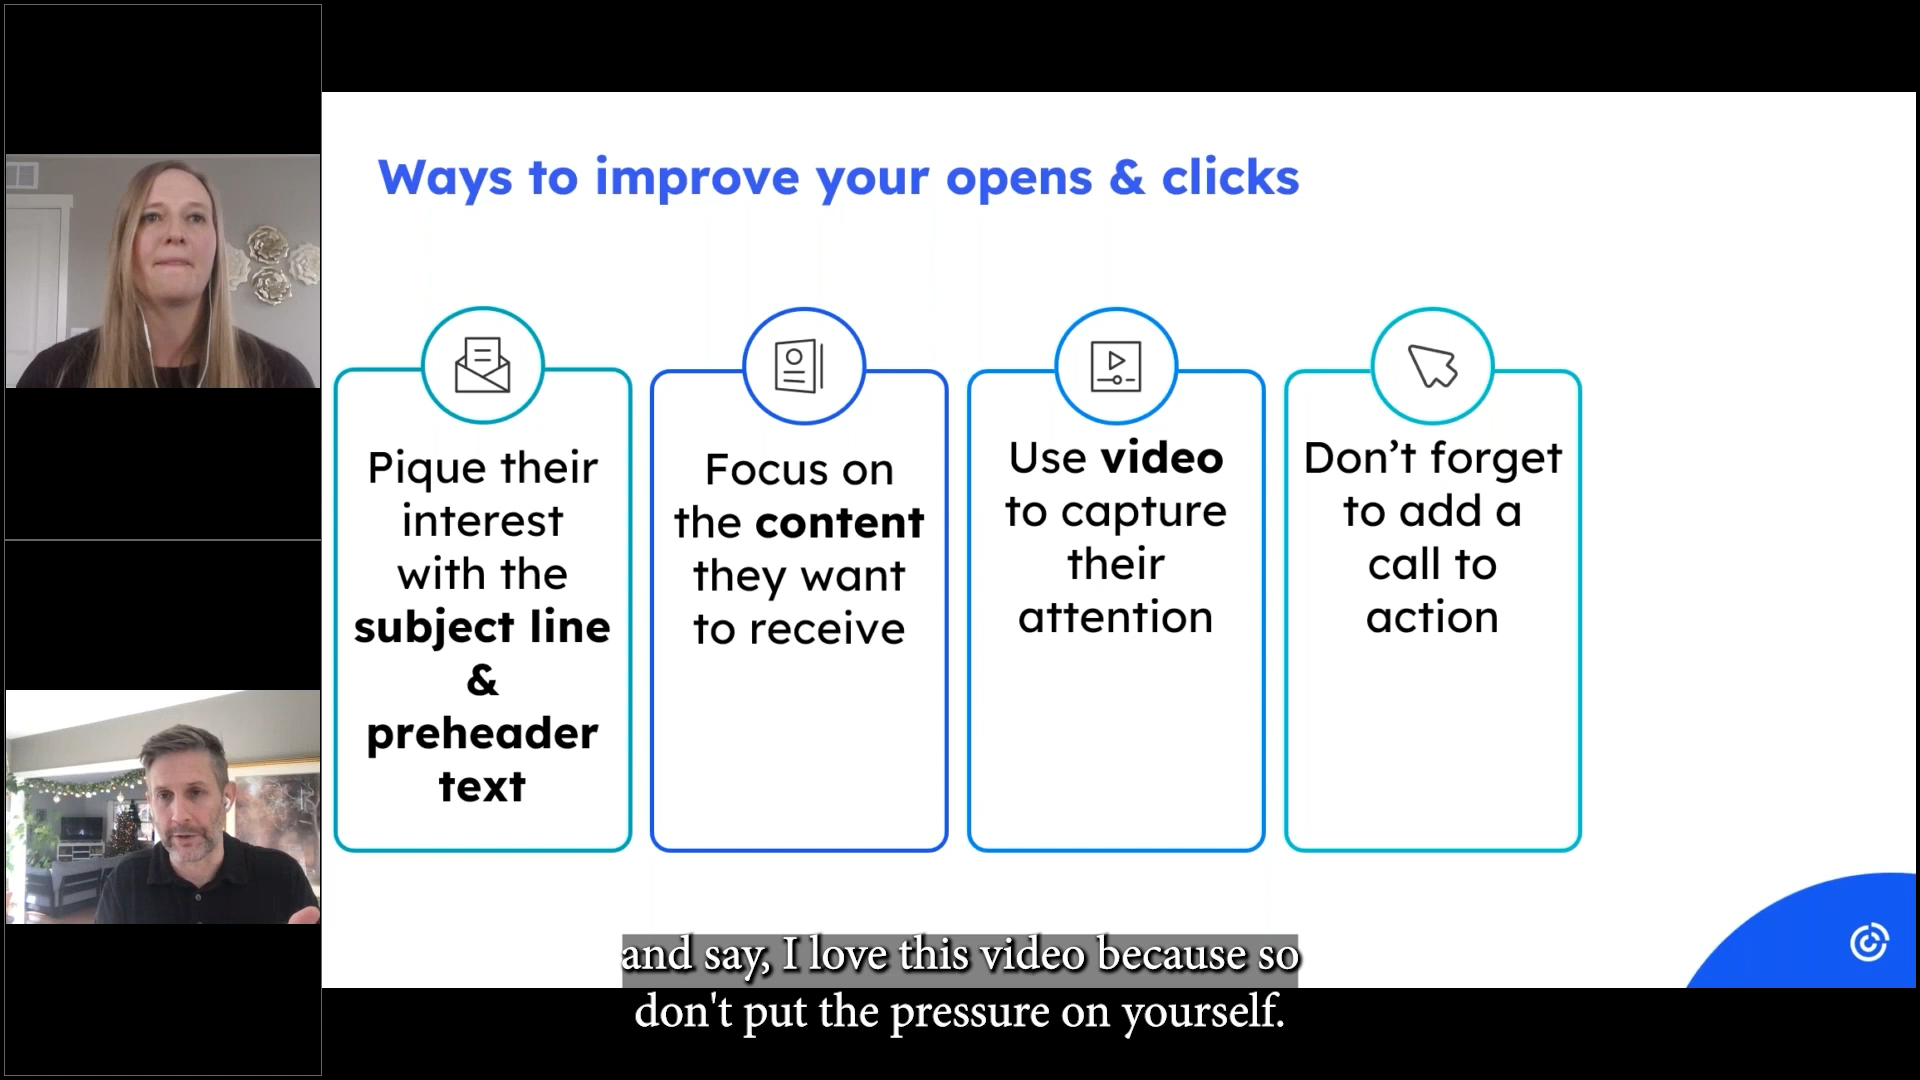 Ways to improve your opens & clicks
Pique their
interest
with the
subject line
&
preheader
text
Focus on
the content
they want
to receive
Use video
to capture
their
attention
Don’t forget
to add a
call to
action
and say, I love this video because so
don't put the pressure on yourself.